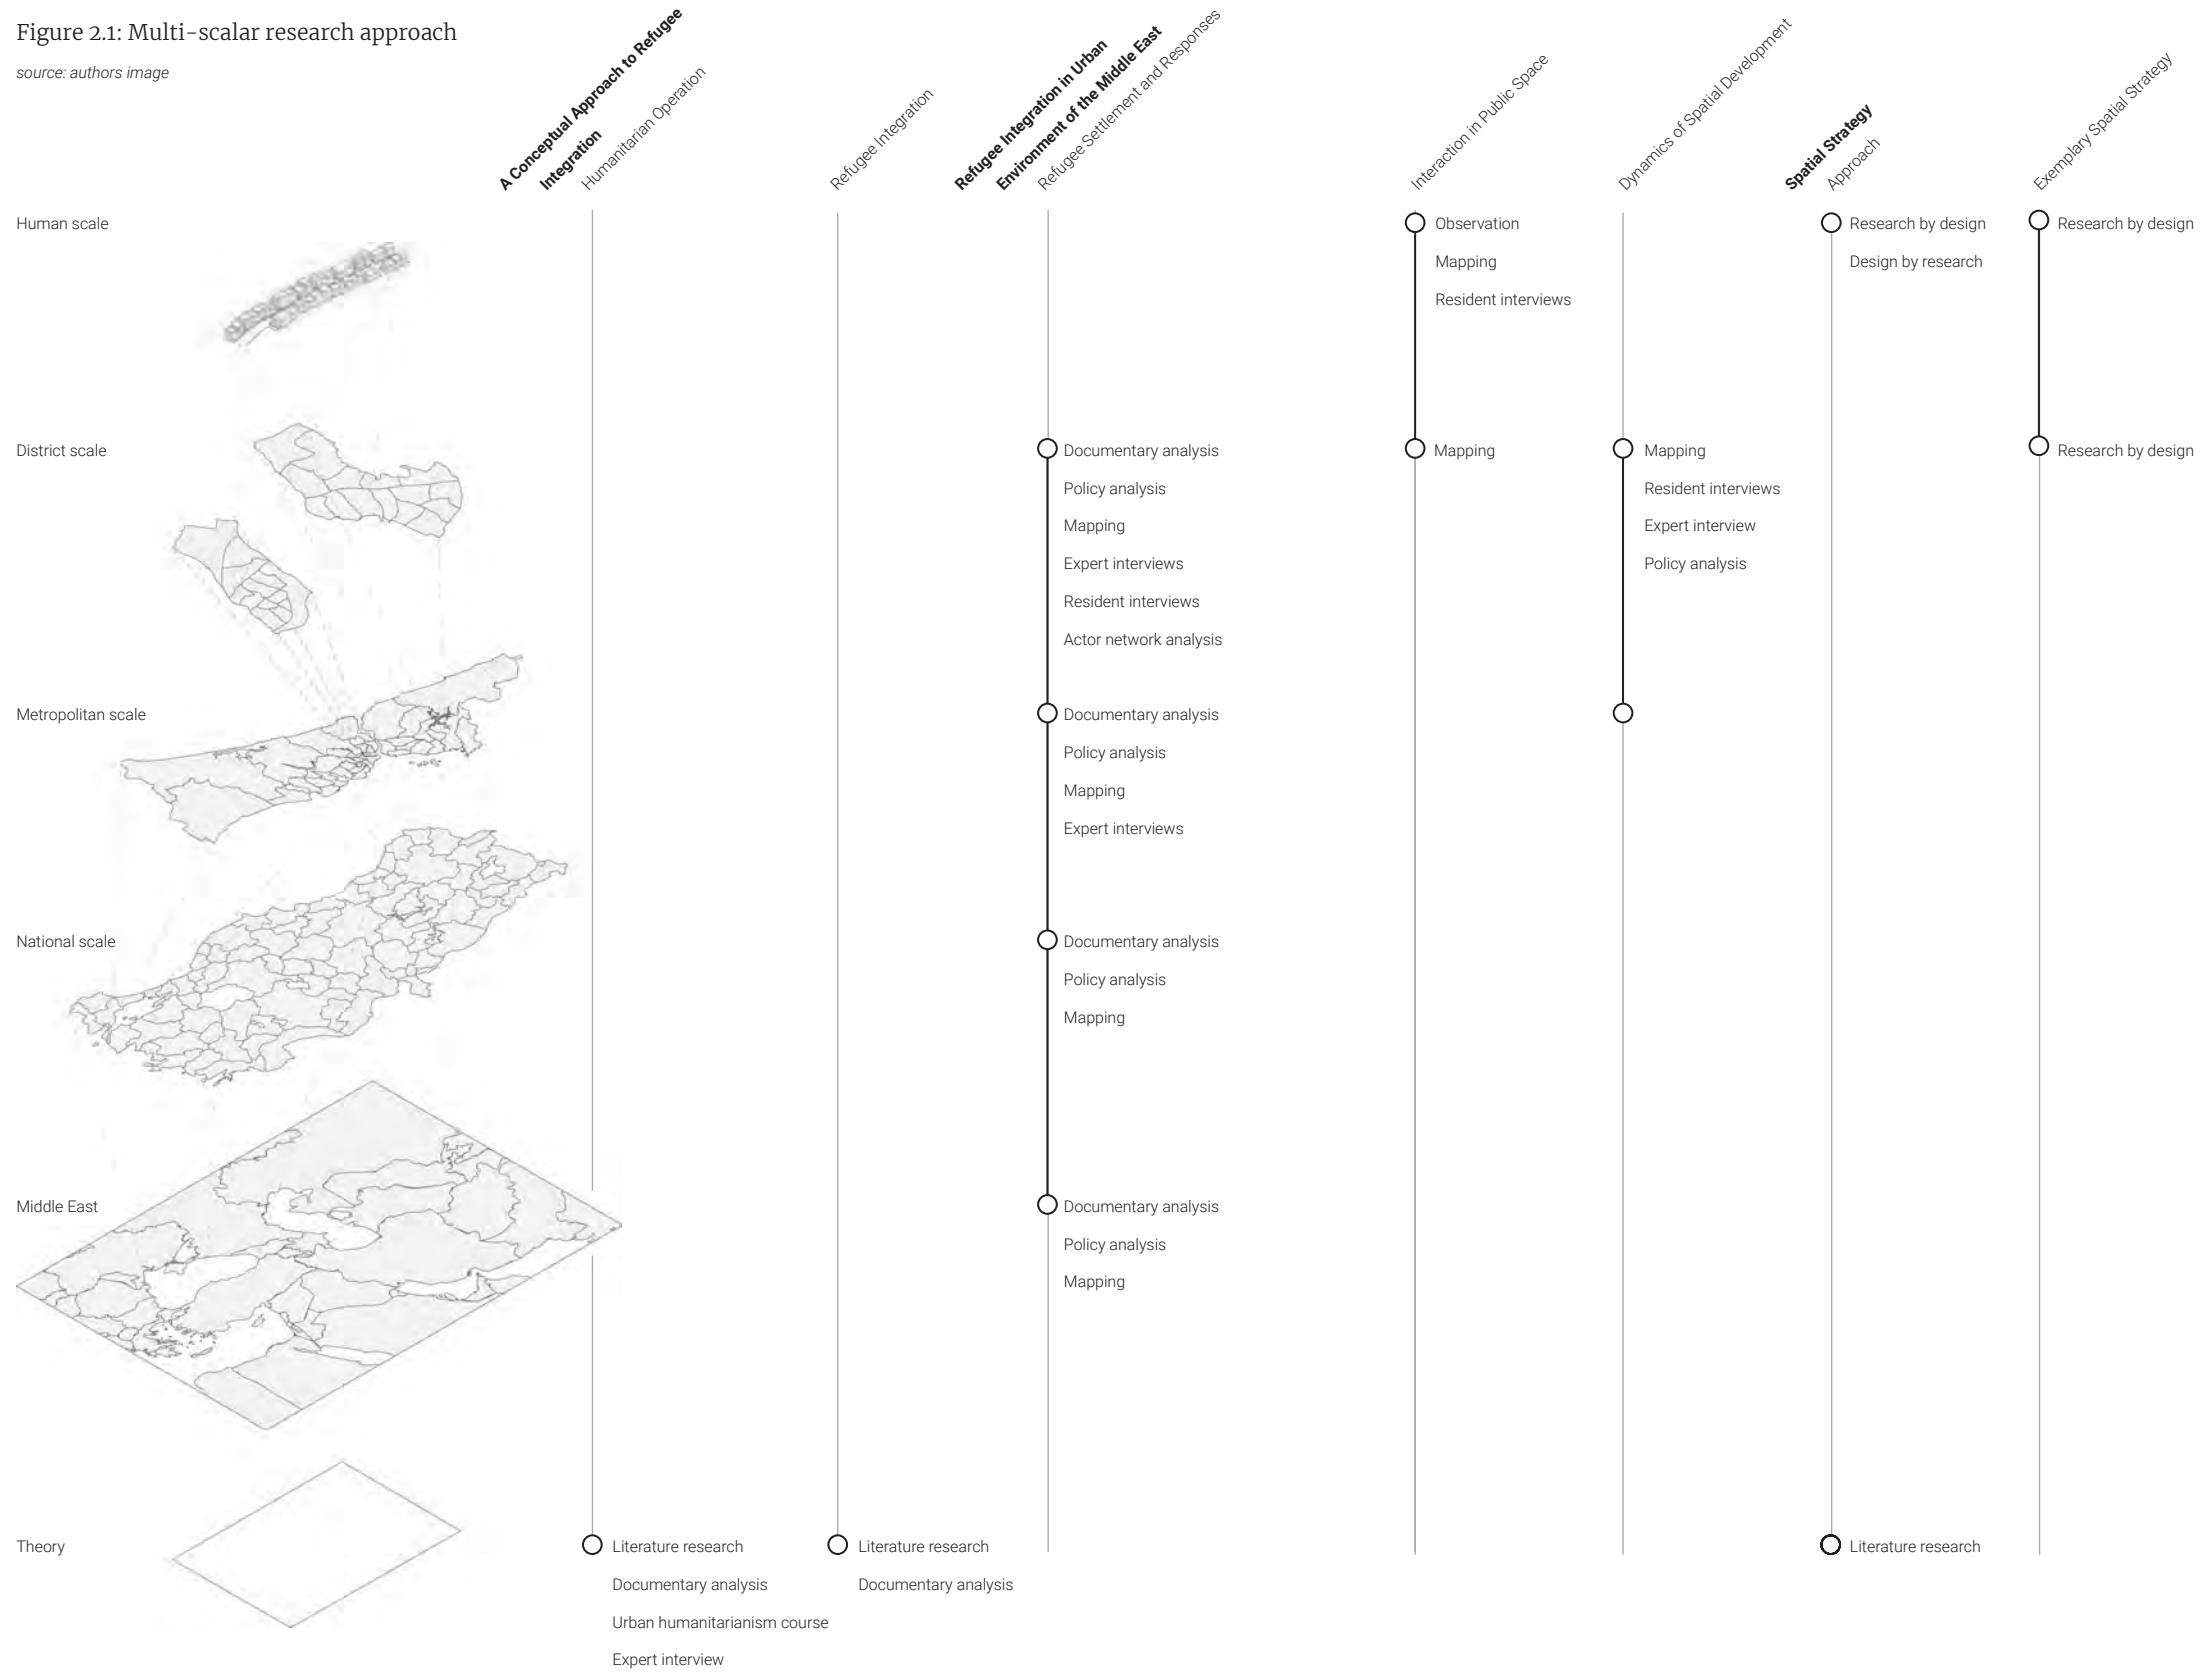 Figure 2.1: Multi-scalar research approach
source: authors image
A Conceptual Approach to Refugee
Integration
Humanitarian Operation
Refugee Integration
Refugee Integration in Urban
Environment of the Middle East
Refugee Settlement and Responses
Interaction in Public Space
Dynamics of Spatial Development
Spatial Strategy
Approach
Exemplary Spatial Strategy
Human scale
Observation
Mapping
Resident interviews
Research by design
Design by research
Research by design
District scale
Documentary analysis
Policy analysis
Mapping
Expert interviews
Resident interviews
Actor network analysis
Mapping
Mapping
Resident interviews
Expert interview
Policy analysis
Research by design
Metropolitan scale
Documentary analysis
Policy analysis
Mapping
Expert interviews
National scale
Documentary analysis
Policy analysis
Mapping
Middle East
Documentary analysis
Policy analysis
Mapping
Theory
Literature research
Documentary analysis
Urban humanitarianism course
Expert interview
Literature research
Documentary analysis
Literature research